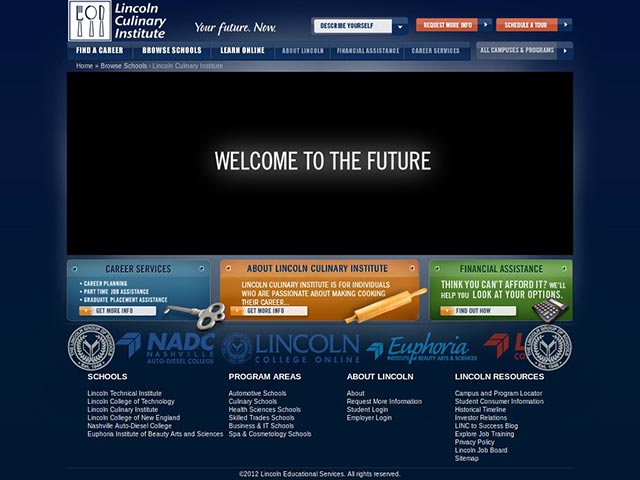 Lincoln
Culinary
Institute
Your future. Now.
DESCRIBE YOURSELF
REQUEST MORE INFO
SCHEDULE A TOUR
FIND A CAREER
BROWSE SCHOOLS
LEARN ONLINE
ABOUT LINCOLN
FINANCIAL ASSISTANCE
CAREER SERVICES
ALL CAMPUSES & PROGRAMS
Home » Browse Schools › Lincoln Culinary Institute
WELCOME TO THE FUTURE
CAREER SERVICES
• CAREER PLANNING
• PART TIME JOB ASSISTANCE
• GRADUATE PLACEMENT ASSISTANCE
GET MORE INFO
ABOUT LINCOLN CULINARY INSTITUTE
LINCOLN CULINARY INSTITUTE IS FOR INDIVIDUALS
WHO ARE PASSIONATE ABOUT MAKING COOKING
THEIR CAREER...
GET MORE INFO
FINANCIAL ASSISTANCE
THINK YOU CAN'T AFFORD IT? WE'LL
HELP YOU LOOK AT YOUR OPTIONS.
FIND OUT HOW
NADC
NASHVILLE
AUTO-DIESEL COLLEGE
LINCOLN
COLLEGE ONLINE
Euphoria
INSTITUTE OF BEAUTY ARTS & SCIENCES
SCHOOLS
Lincoln Technical Institute
Lincoln College of Technology
Lincoln Culinary Institute
Lincoln College of New England
Nashville Auto-Diesel College
Euphoria Institute of Beauty Arts and Sciences
PROGRAM AREAS
Automotive Schools
Culinary Schools
Health Sciences Schools
Skilled Trades Schools
Business & IT Schools
Spa & Cosmetology Schools
ABOUT LINCOLN
About
Request More Information
Student Login
Employer Login
LINCOLN RESOURCES
Campus and Program Locator
Student Consumer Information
Historical Timeline
Investor Relations
LINC to Success Blog
Explore Job Training
Privacy Policy
Lincoln Job Board
Sitemap
©2012 Lincoln Educational Services. All rights reserved.